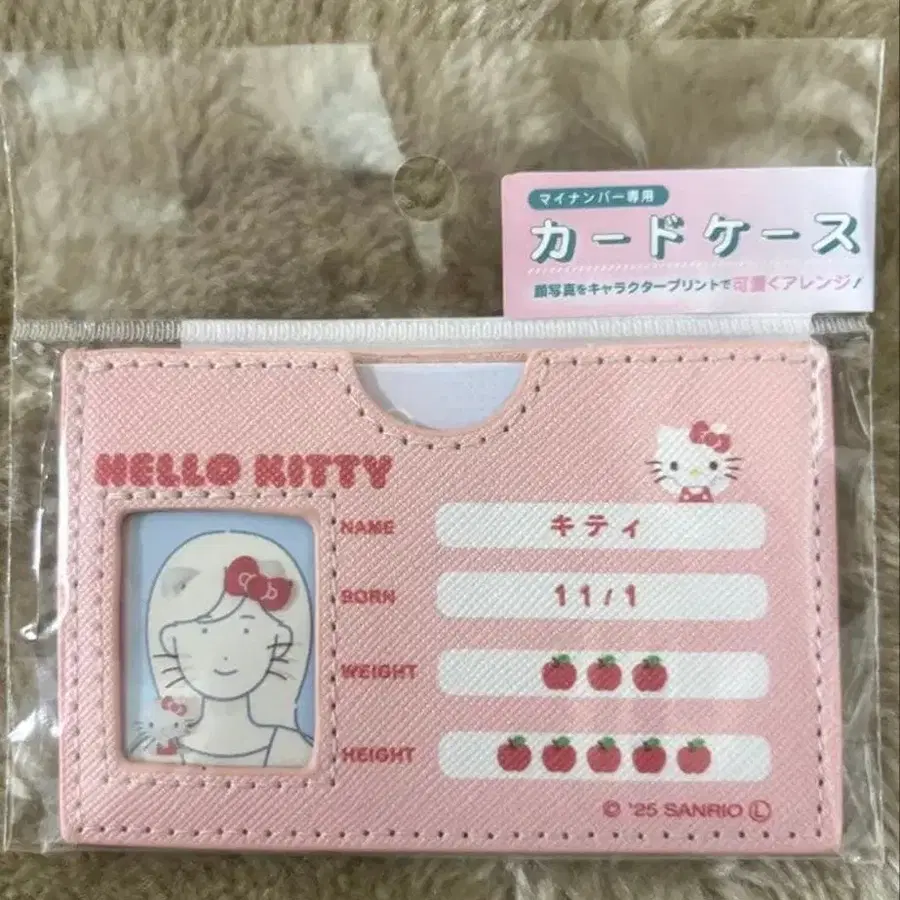 マイナンバー専用
カードケース
顔写真をキャラクタープリントで可愛くアレンジ!
HELLO KITTY
NAME キティ
BORN 11/1
WEIGHT
HEIGHT
© '25 SANRIO Ⓛ